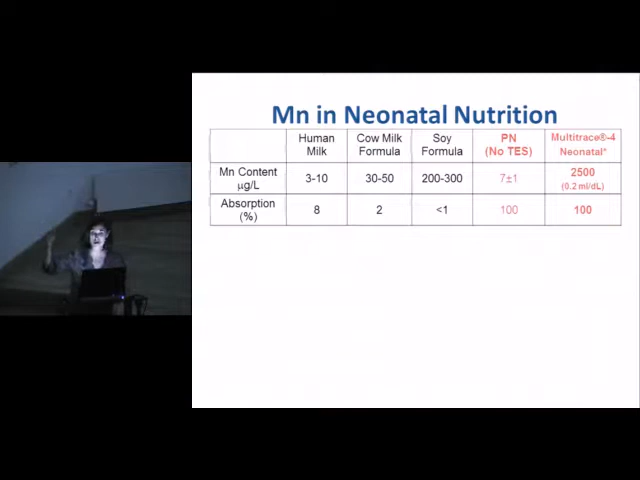 Mn in Neonatal Nutrition
Human Milk Cow Milk Formula Soy Formula PN (No TES) Multitrace®-4 Neonatal*
Mn Content µg/L 3-10 30-50 200-300 7±1 2500 (0.2 ml/dL)
Absorption (%) 8 2 <1 100 100